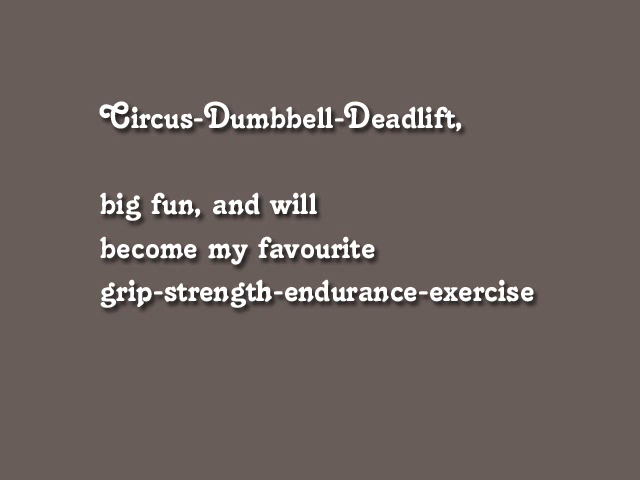 Circus-Dumbbell-Deadlift,
big fun, and will
become my favourite
grip-strength-endurance-exercise